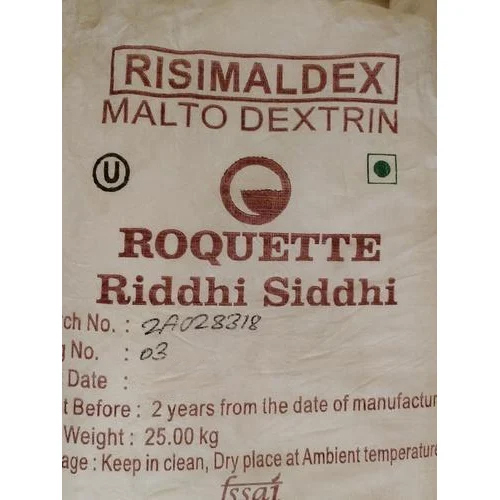 RISIMALDEX
MALTO DEXTRIN
U
ROQUETTE
Riddhi Siddhi
rch No. : 2A028318
g No. : 03
Date :
t Before : 2 years from the date of manufactur
Weight : 25.00 kg
age : Keep in clean, Dry place at Ambient temperature
fssai